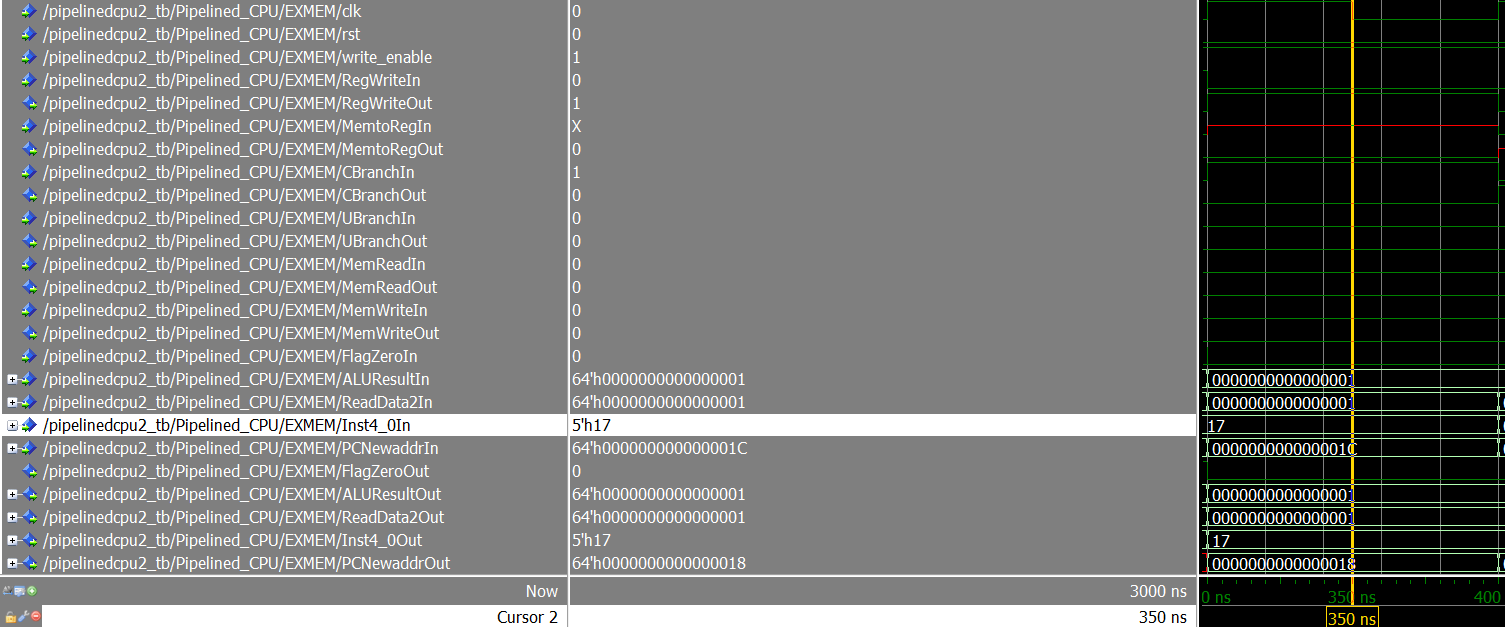 /pipelinedcpu2_tb/Pipelined_CPU/EXMEM/clk 0
/pipelinedcpu2_tb/Pipelined_CPU/EXMEM/rst 0
/pipelinedcpu2_tb/Pipelined_CPU/EXMEM/write_enable 1
/pipelinedcpu2_tb/Pipelined_CPU/EXMEM/RegWriteIn 0
/pipelinedcpu2_tb/Pipelined_CPU/EXMEM/RegWriteOut 1
/pipelinedcpu2_tb/Pipelined_CPU/EXMEM/MemtoRegIn X
/pipelinedcpu2_tb/Pipelined_CPU/EXMEM/MemtoRegOut 0
/pipelinedcpu2_tb/Pipelined_CPU/EXMEM/CBranchIn 1
/pipelinedcpu2_tb/Pipelined_CPU/EXMEM/CBranchOut 0
/pipelinedcpu2_tb/Pipelined_CPU/EXMEM/UBranchIn 0
/pipelinedcpu2_tb/Pipelined_CPU/EXMEM/UBranchOut 0
/pipelinedcpu2_tb/Pipelined_CPU/EXMEM/MemReadIn 0
/pipelinedcpu2_tb/Pipelined_CPU/EXMEM/MemReadOut 0
/pipelinedcpu2_tb/Pipelined_CPU/EXMEM/MemWriteIn 0
/pipelinedcpu2_tb/Pipelined_CPU/EXMEM/MemWriteOut 0
/pipelinedcpu2_tb/Pipelined_CPU/EXMEM/FlagZeroIn 0
/pipelinedcpu2_tb/Pipelined_CPU/EXMEM/ALUResultIn 64'h0000000000000001 0000000000000001
/pipelinedcpu2_tb/Pipelined_CPU/EXMEM/ReadData2In 64'h0000000000000001 0000000000000001
/pipelinedcpu2_tb/Pipelined_CPU/EXMEM/Inst4_0In 5'h17 17
/pipelinedcpu2_tb/Pipelined_CPU/EXMEM/PCNewaddrIn 64'h000000000000001C 000000000000001C
/pipelinedcpu2_tb/Pipelined_CPU/EXMEM/FlagZeroOut 0
/pipelinedcpu2_tb/Pipelined_CPU/EXMEM/ALUResultOut 64'h0000000000000001 0000000000000001
/pipelinedcpu2_tb/Pipelined_CPU/EXMEM/ReadData2Out 64'h0000000000000001 0000000000000001
/pipelinedcpu2_tb/Pipelined_CPU/EXMEM/Inst4_0Out 5'h17 17
/pipelinedcpu2_tb/Pipelined_CPU/EXMEM/PCNewaddrOut 64'h0000000000000018 0000000000000018
Now 3000 ns 0 ns 350 ns 400
Cursor 2 350 ns 350 ns